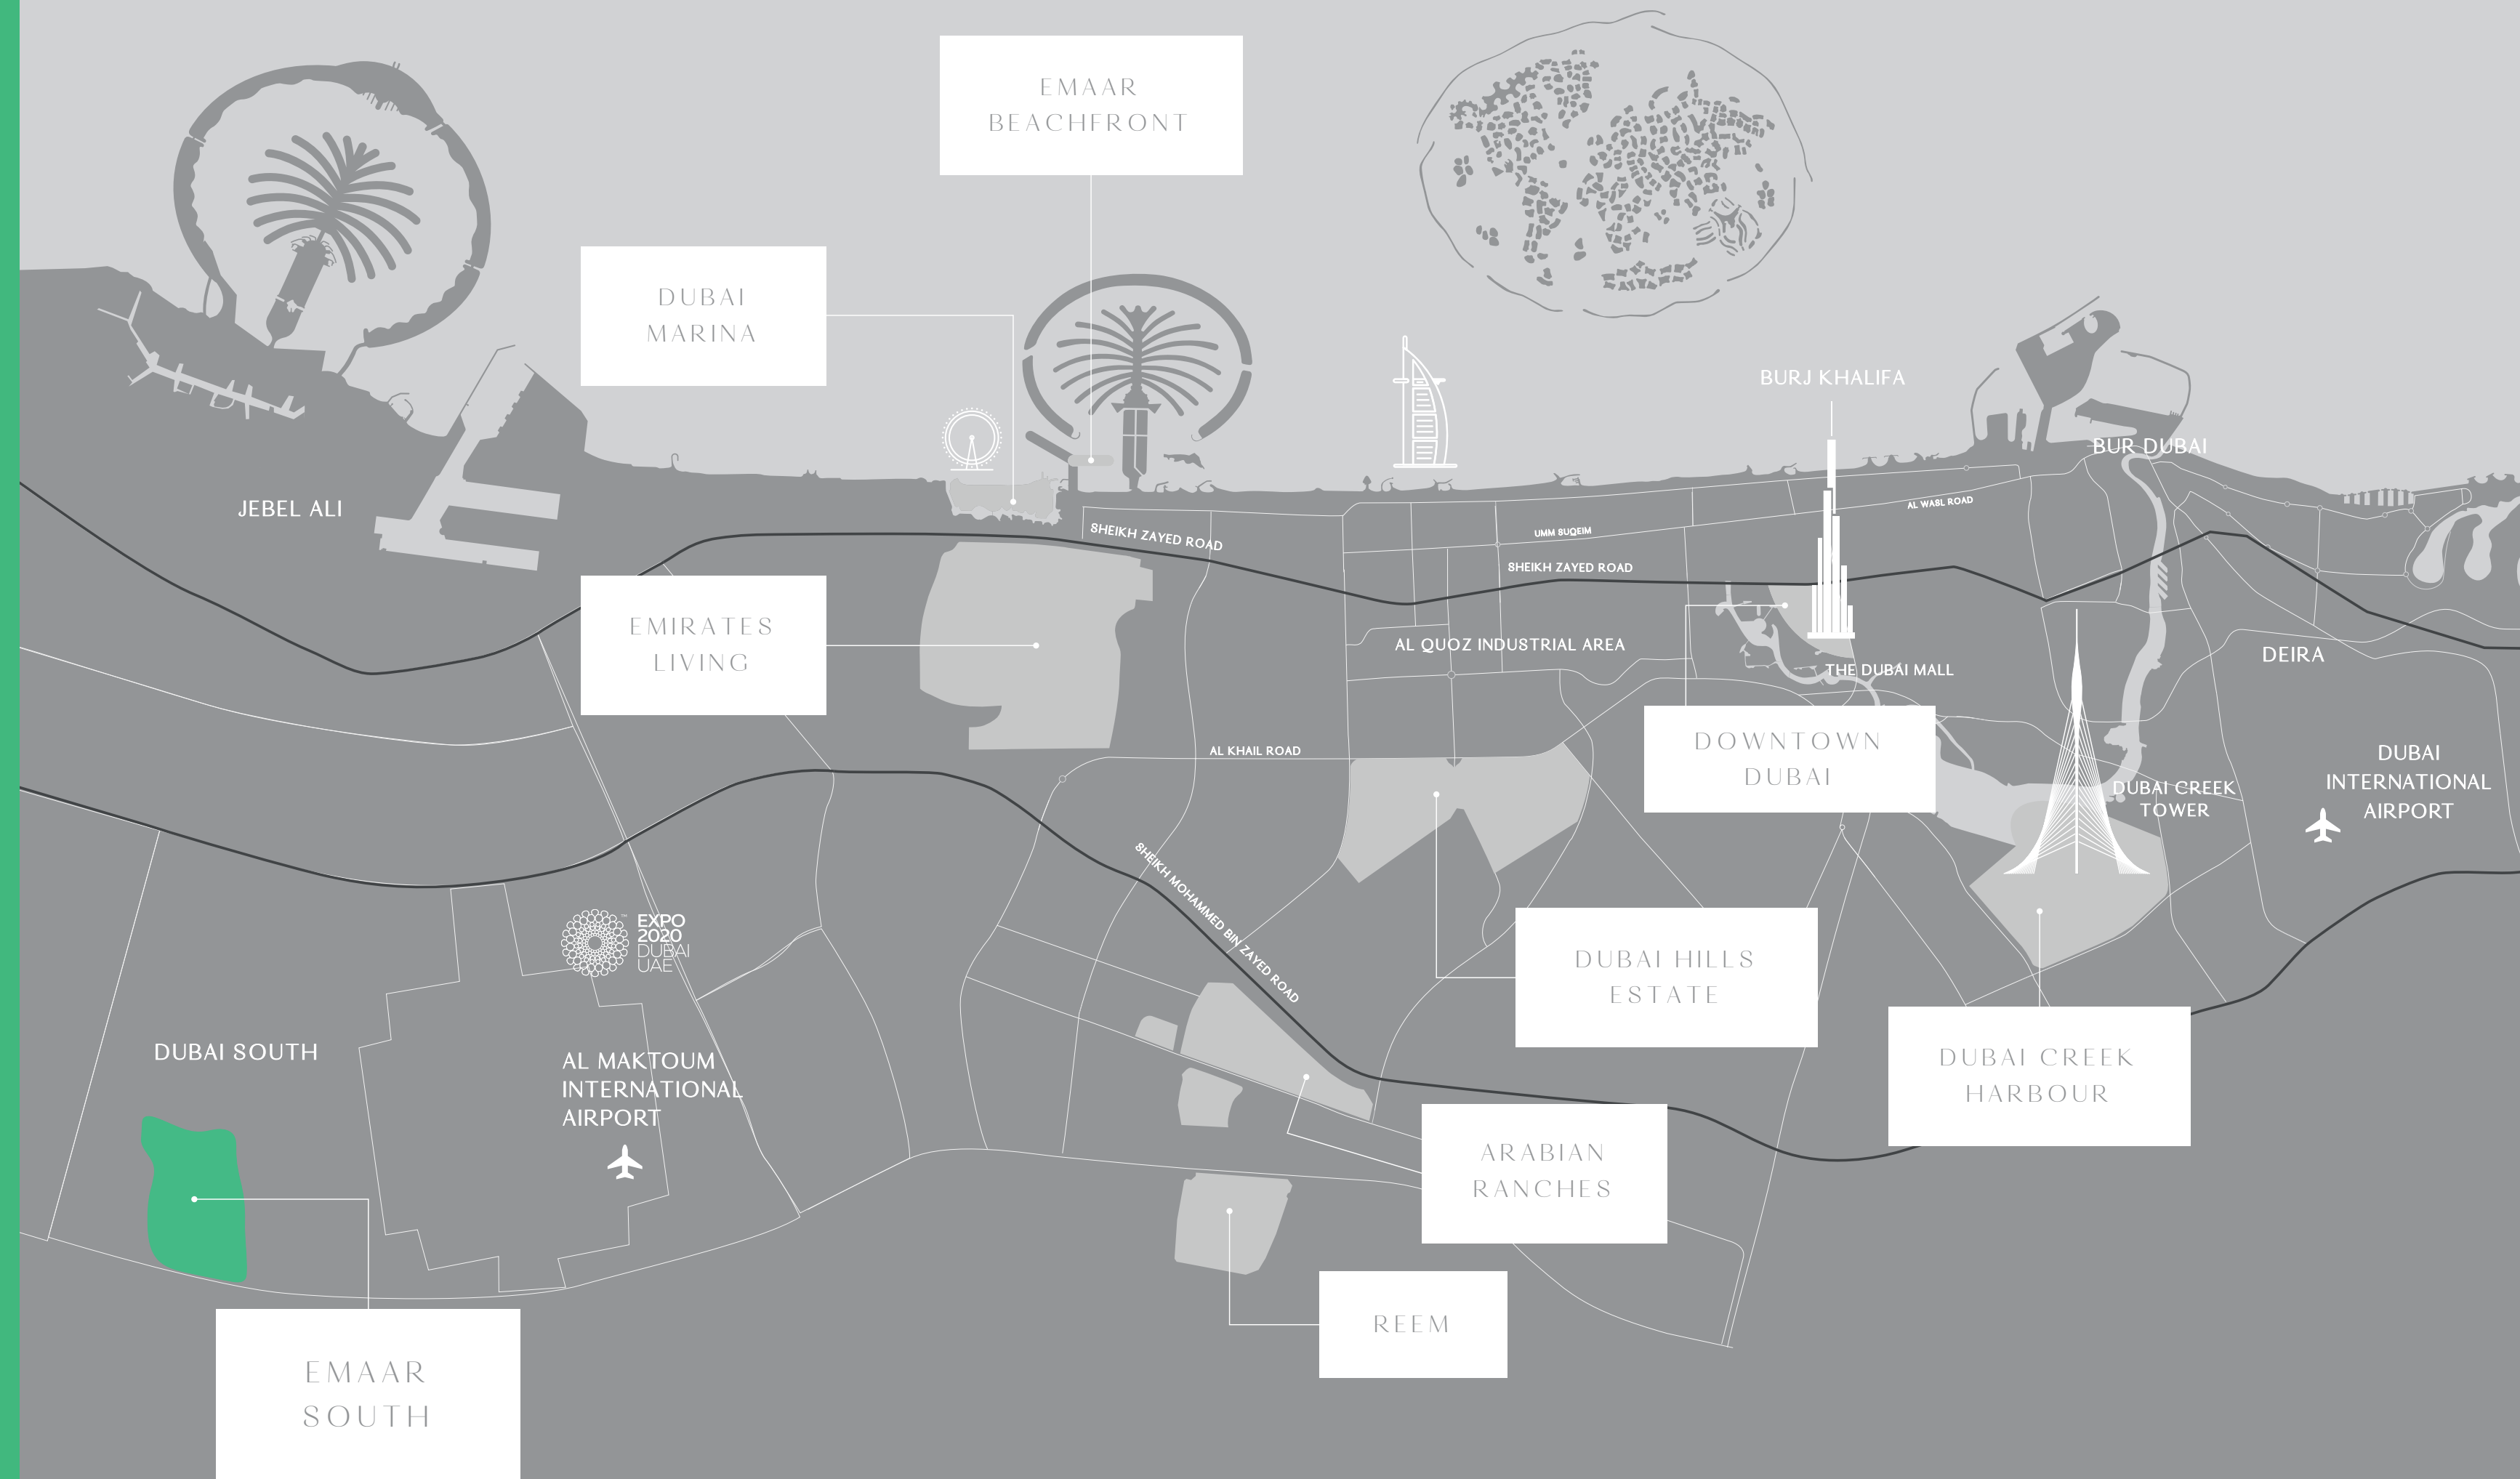 EMAAR
BEACHFRONT
DUBAI
MARINA
BURJ KHALIFA
BUR DUBAI
JEBEL ALI
SHEIKH ZAYED ROAD
UMM SUQEIM
AL WASL ROAD
SHEIKH ZAYED ROAD
EMIRATES
LIVING
AL QUOZ INDUSTRIAL AREA
THE DUBAI MALL
DEIRA
AL KHAIL ROAD
DOWNTOWN
DUBAI
DUBAI CREEK
TOWER
DUBAI
INTERNATIONAL
AIRPORT
SHEIKH MOHAMMED BIN ZAYED ROAD
EXPO
2020
DUBAI
UAE
™
DUBAI HILLS
ESTATE
DUBAI SOUTH
AL MAKTOUM
INTERNATIONAL
AIRPORT
DUBAI CREEK
HARBOUR
ARABIAN
RANCHES
REEM
EMAAR
SOUTH